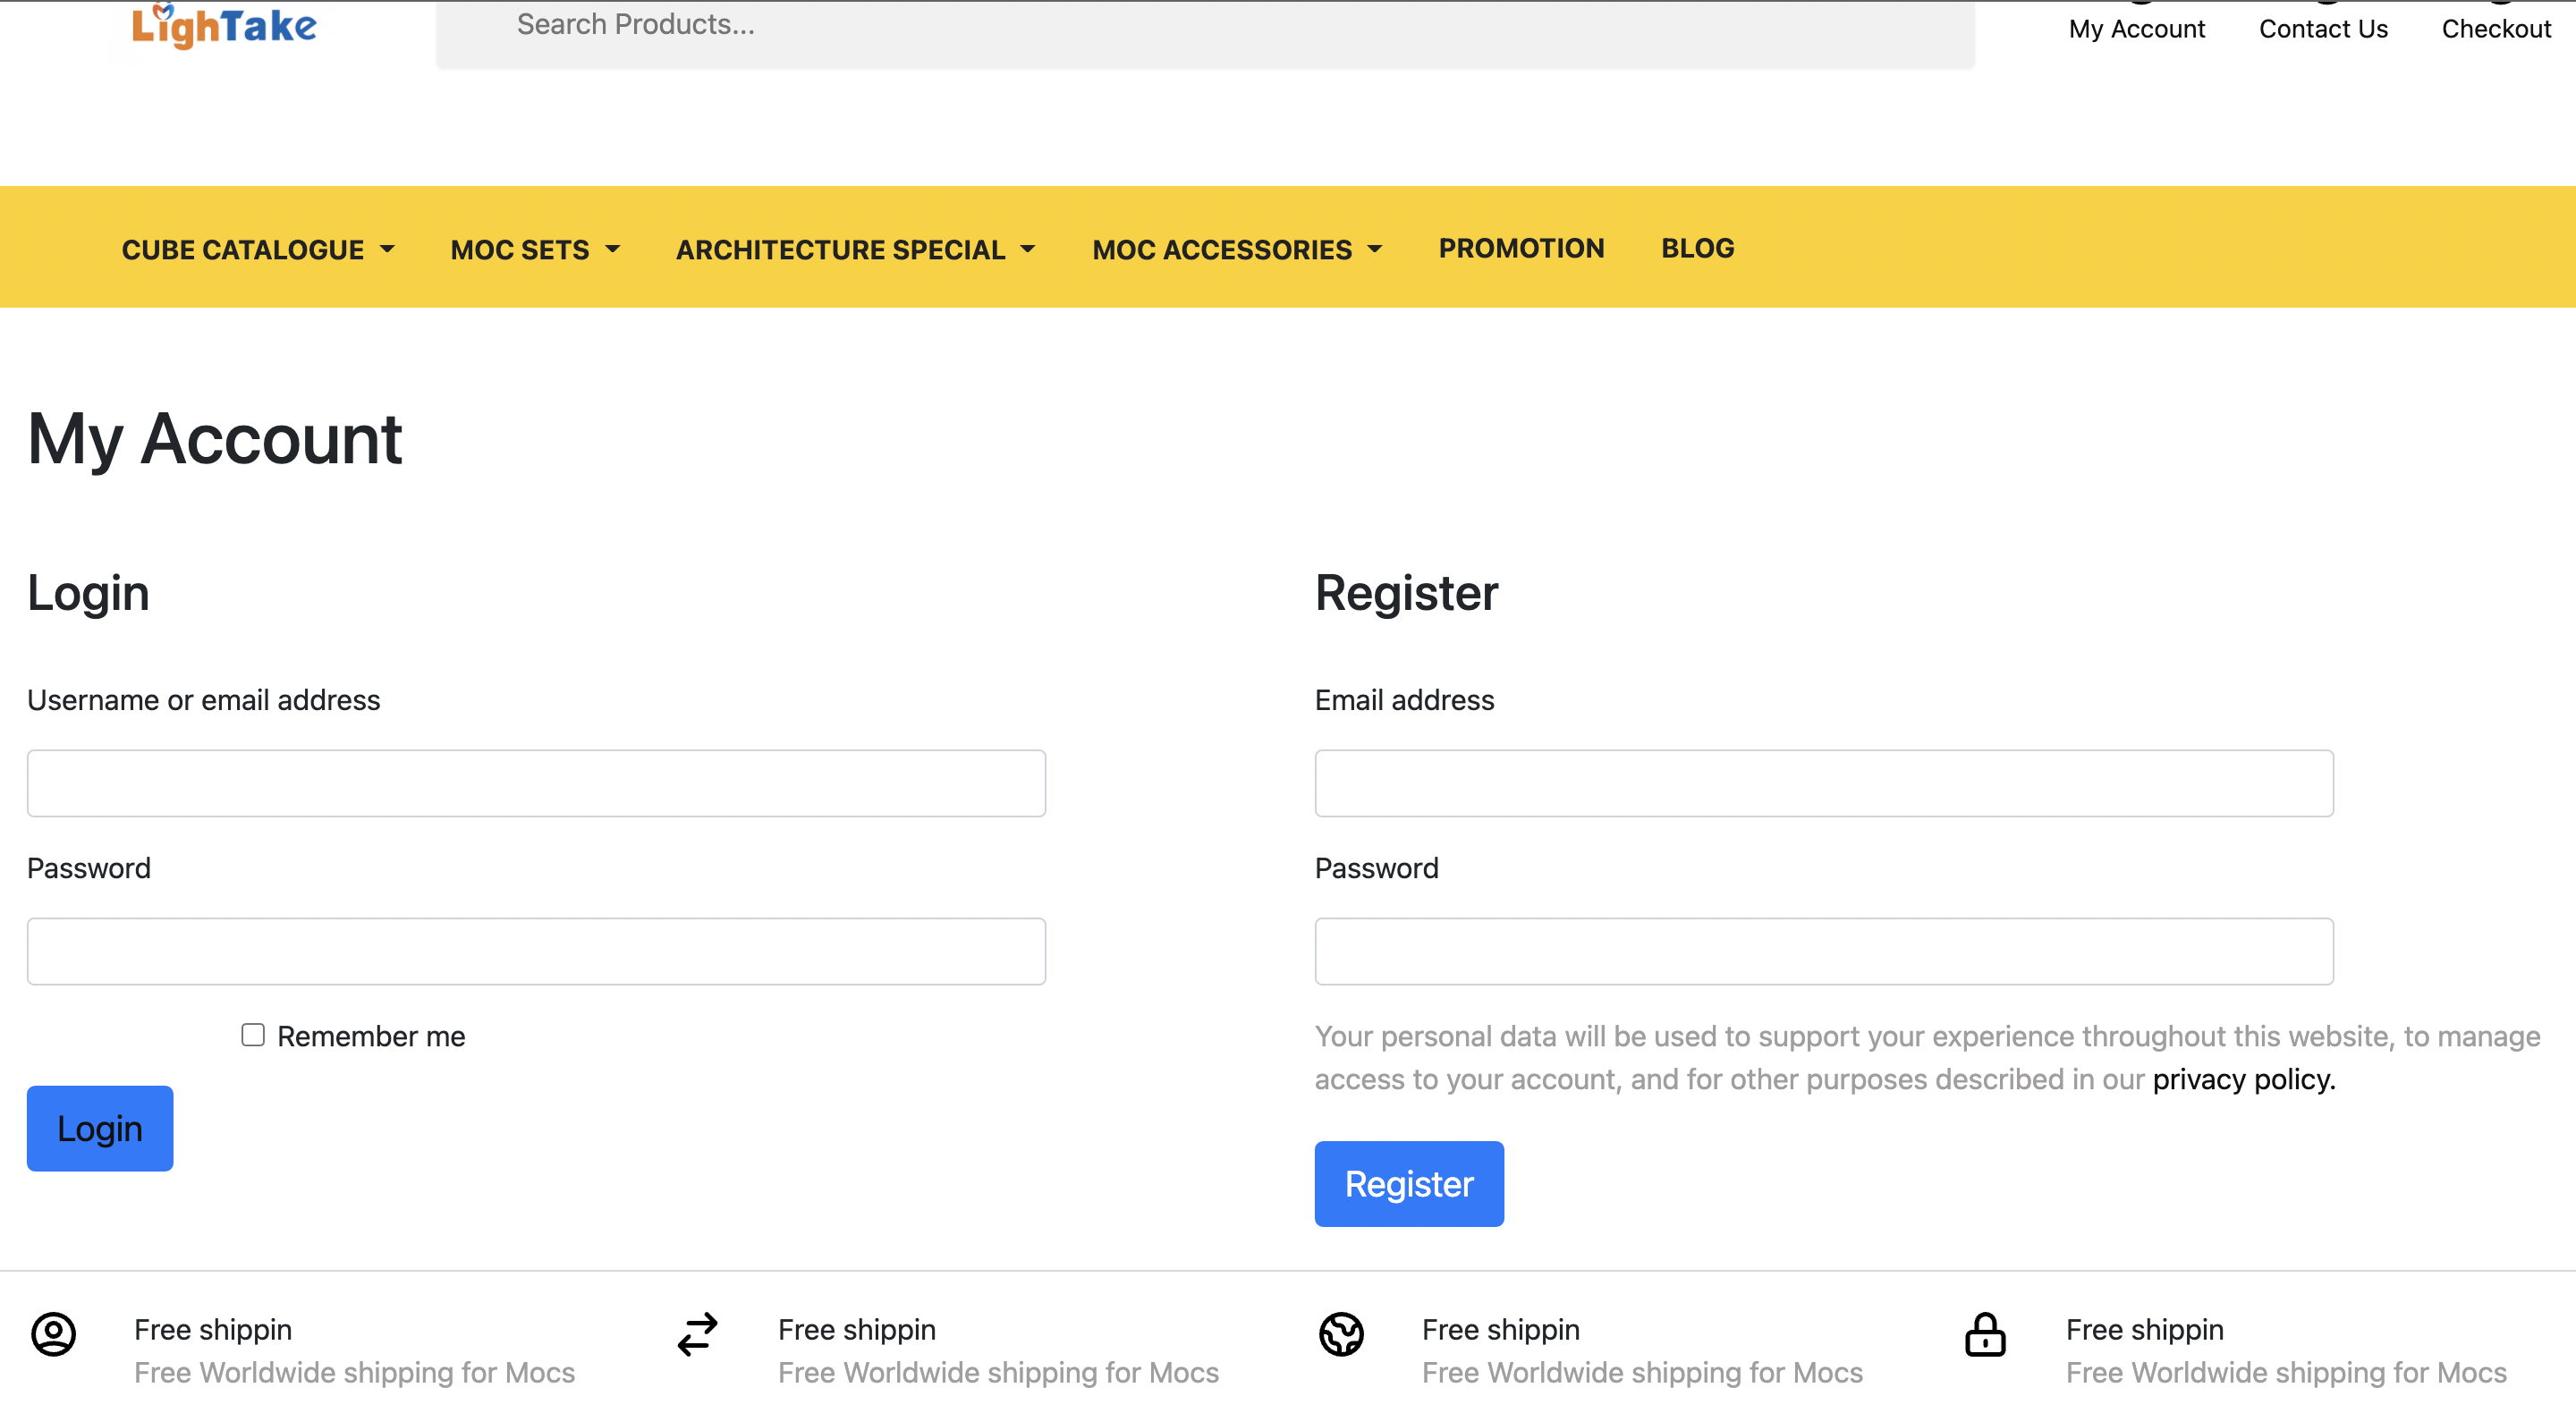 LighTake
Search Products...
My Account
Contact Us
Checkout
CUBE CATALOGUE
MOC SETS
ARCHITECTURE SPECIAL
MOC ACCESSORIES
PROMOTION
BLOG
My Account
Login
Username or email address
Password
Remember me
Login
Register
Email address
Password
Your personal data will be used to support your experience throughout this website, to manage
access to your account, and for other purposes described in our privacy policy.
Register
Free shippin
Free Worldwide shipping for Mocs
Free shippin
Free Worldwide shipping for Mocs
Free shippin
Free Worldwide shipping for Mocs
Free shippin
Free Worldwide shipping for Mocs